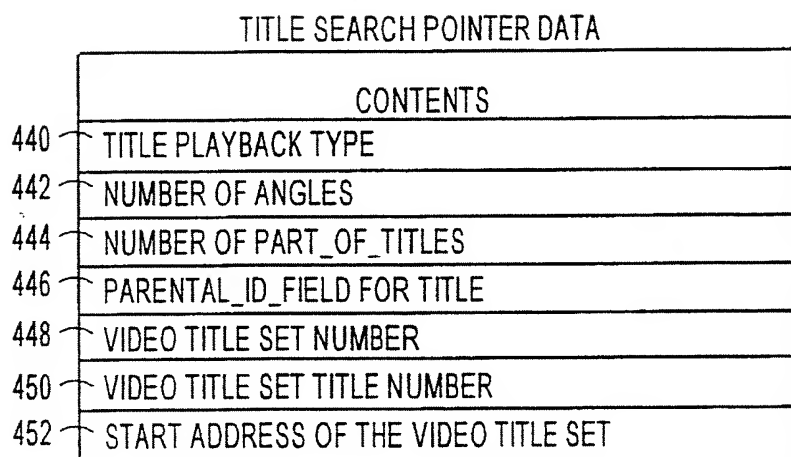 TITLE SEARCH POINTER DATA
CONTENTS
440 TITLE PLAYBACK TYPE
442 NUMBER OF ANGLES
444 NUMBER OF PART_OF_TITLES
446 PARENTAL_ID_FIELD FOR TITLE
448 VIDEO TITLE SET NUMBER
450 VIDEO TITLE SET TITLE NUMBER
452 START ADDRESS OF THE VIDEO TITLE SET